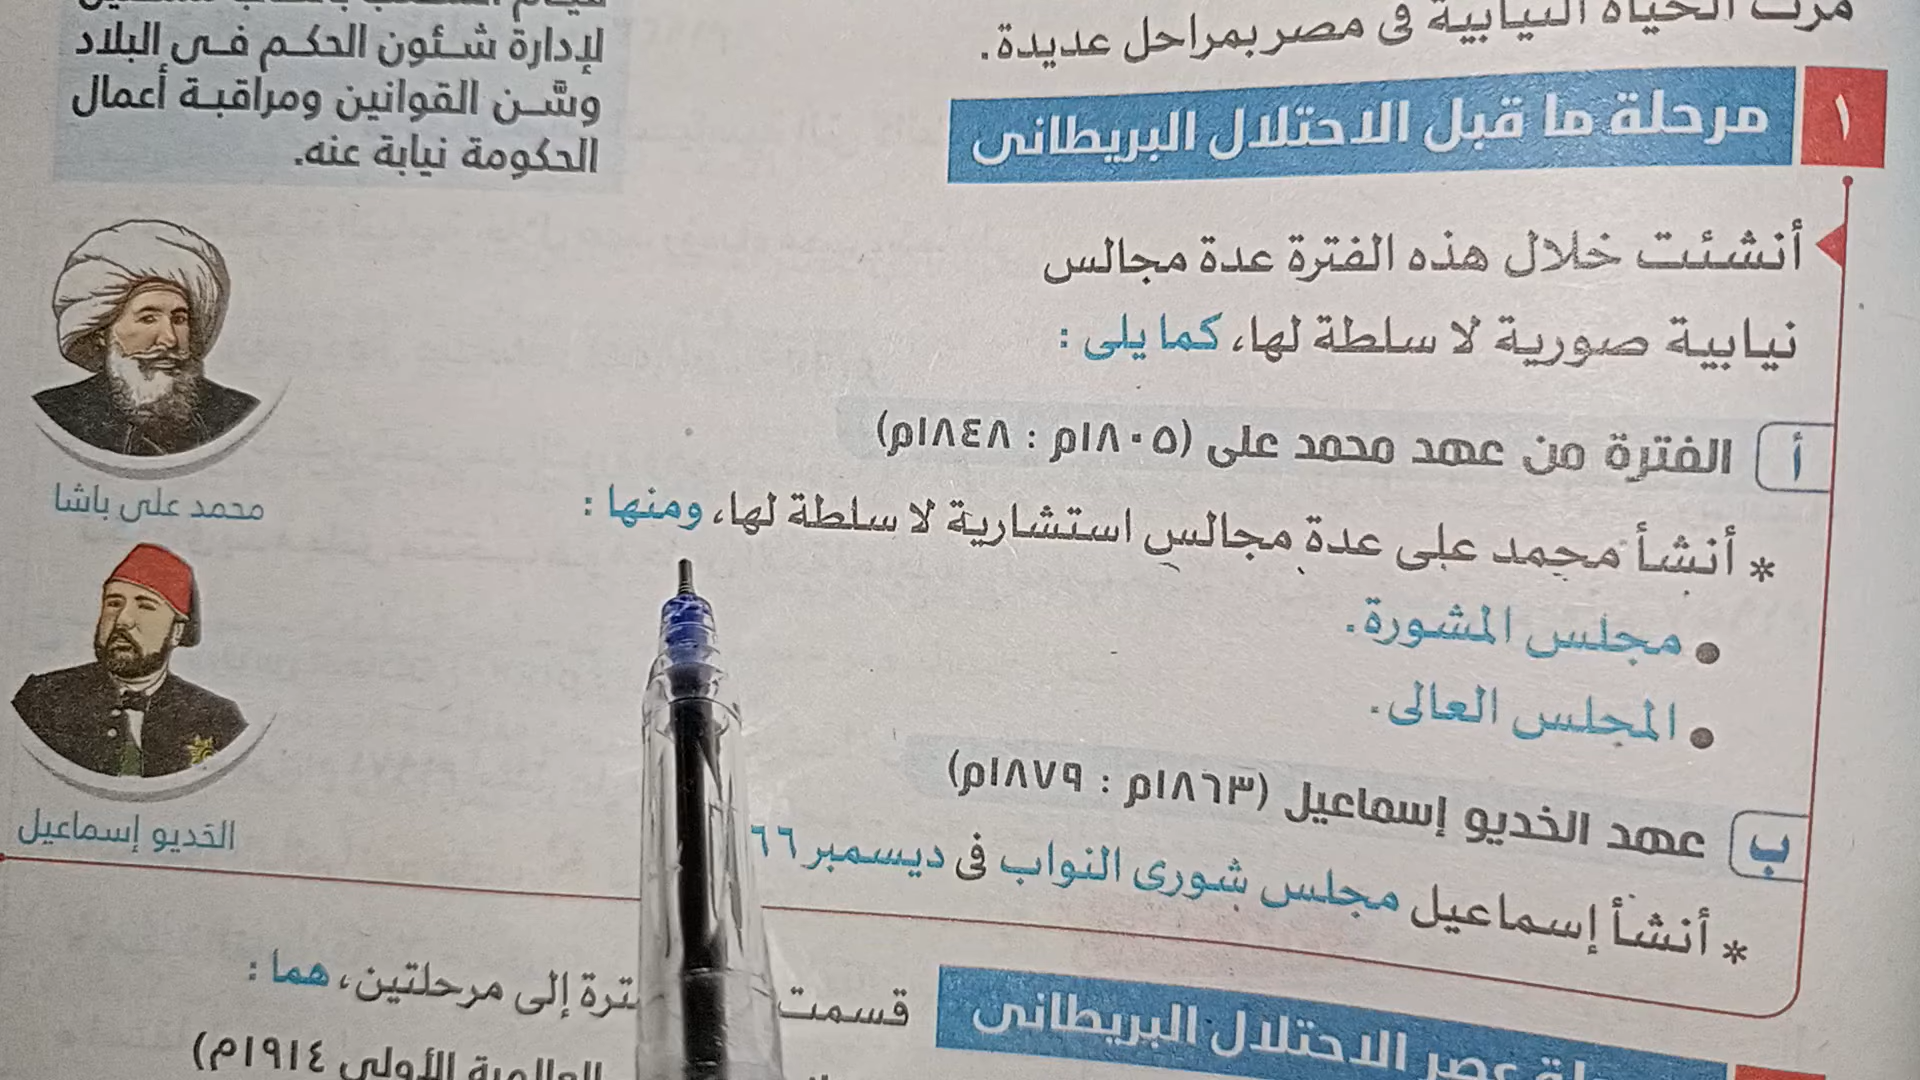 مرت الحياة النيابية فى مصر بمراحل عديدة.
لإدارة شئون الحكم فى البلاد
وسَّن القوانين ومراقبة أعمال
الحكومة نيابة عنه.
١ مرحلة ما قبل الاحتلال البريطانى
أنشئت خلال هذه الفترة عدة مجالس
نيابية صورية لا سلطة لها، كما يلى :
أ الفترة من عهد محمد على (١٨٠٥م : ١٨٤٨م)
* أنشأ محمد على عدة مجالس استشارية لا سلطة لها، ومنها :
• مجلس المشورة.
• المجلس العالى.
محمد على باشا
ب عهد الخديو إسماعيل (١٨٦٣م : ١٨٧٩م)
* أنشأ إسماعيل مجلس شورى النواب فى ديسمبر ٦٦
الخديو إسماعيل
عصر الاحتلال البريطانى
قسمت إلى مرحلتين، هما :
العالمية الأولى ١٩١٤م)